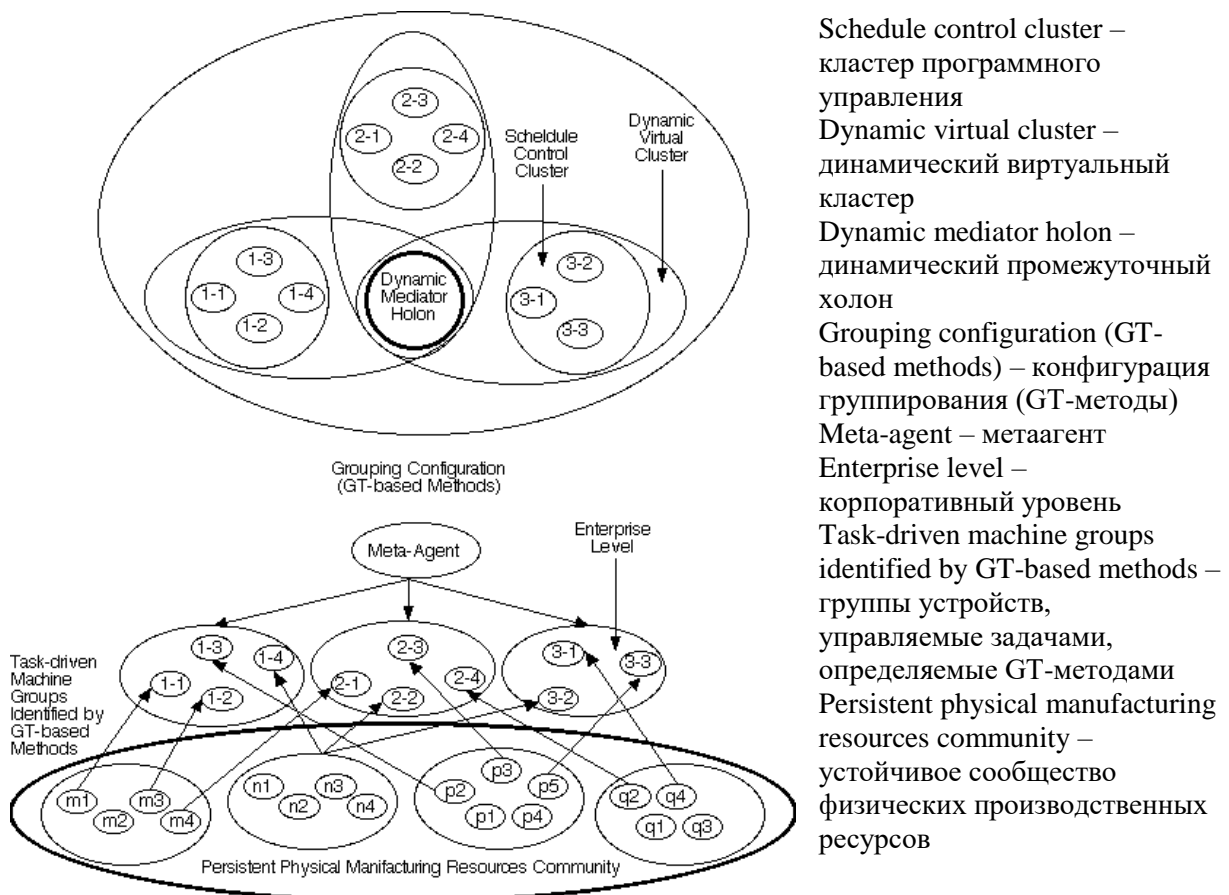 2-3
2-1
2-4
2-2
Scheldule
Control
Cluster
Dynamic
Virtual
Cluster
1-3
1-1
1-4
1-2
Dynamic
Mediator
Holon
3-2
3-1
3-3
Grouping Configuration
(GT-based Methods)
Meta-Agent
Enterprise
Level
Task-driven
Machine
Groups
Identified by
GT-based
Methods
1-3
1-4
1-1
1-2
2-3
2-1
2-4
2-2
3-1
3-3
3-2
m1
m3
m2
m4
n1
n3
n2
n4
p3
p2
p5
p1
p4
q2
q4
q1
q3
Persistent Physical Manifacturing Resources Community
Schedule control cluster –
кластер программного
управления
Dynamic virtual cluster –
динамический виртуальный
кластер
Dynamic mediator holon –
динамический промежуточный
холон
Grouping configuration (GT-
based methods) – конфигурация
группирования (GT-методы)
Meta-agent – метаагент
Enterprise level –
корпоративный уровень
Task-driven machine groups
identified by GT-based methods –
группы устройств,
управляемые задачами,
определяемые GT-методами
Persistent physical manufacturing
resources community –
устойчивое сообщество
физических производственных
ресурсов